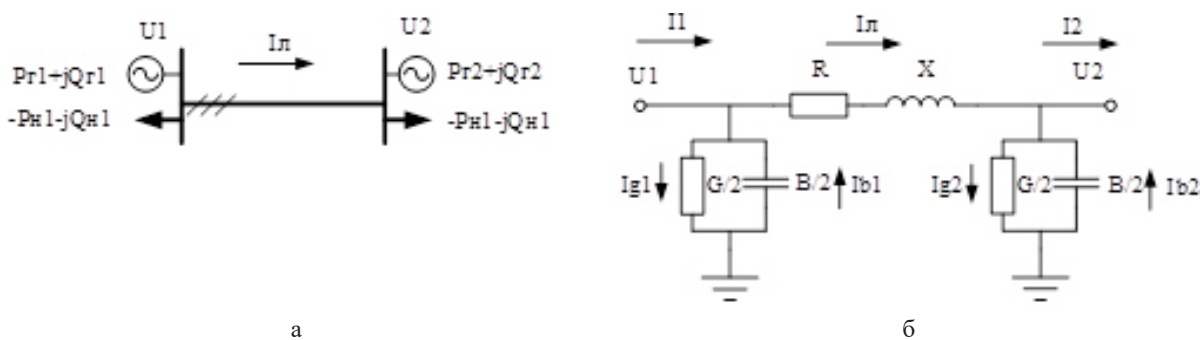 U1
U2
Iл
Pг1+jQг1
Pг2+jQг2
-Pн1-jQн1
-Pн1-jQн1
а
I1
Iл
I2
U1
R
X
U2
Ig1
G/2
B/2
Ib1
Ig2
G/2
B/2
Ib2
б